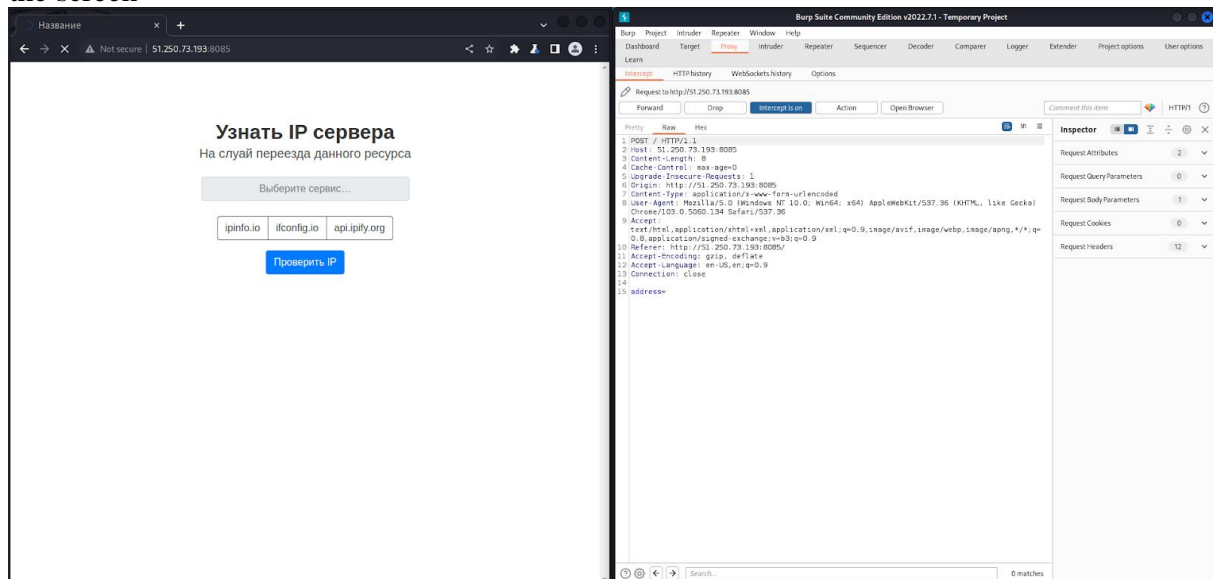 the screen
Название
Not secure | 51.250.73.193:8085
Узнать IP сервера
На слуай переезда данного ресурса
Выберите сервис...
ipinfo.io ifconfig.io api.ipify.org
Проверить IP
Burp Suite Community Edition v2022.7.1 - Temporary Project
Burp Project Intruder Repeater Window Help
Dashboard Target Proxy Intruder Repeater Sequencer Decoder Comparer Logger Extender Project options User options
Learn
Intercept HTTP history WebSockets history Options
Request to http://51.250.73.193:8085
Forward Drop Intercept is on Action Open Browser Comment this item HTTP/1
Pretty Raw Hex
1 POST / HTTP/1.1
2 Host: 51.250.73.193:8085
3 Content-Length: 8
4 Cache-Control: max-age=0
5 Upgrade-Insecure-Requests: 1
6 Origin: http://51.250.73.193:8085
7 Content-Type: application/x-www-form-urlencoded
8 User-Agent: Mozilla/5.0 (Windows NT 10.0; Win64; x64) AppleWebKit/537.36 (KHTML, like Gecko)
Chrome/103.0.5060.134 Safari/537.36
9 Accept:
text/html,application/xhtml+xml,application/xml;q=0.9,image/avif,image/webp,image/apng,*/*;q=
0.8,application/signed-exchange;v=b3;q=0.9
10 Referer: http://51.250.73.193:8085/
11 Accept-Encoding: gzip, deflate
12 Accept-Language: en-US,en;q=0.9
13 Connection: close
14
15 address=
Inspector
Request Attributes 2
Request Query Parameters 0
Request Body Parameters 1
Request Cookies 0
Request Headers 12
Search...
0 matches